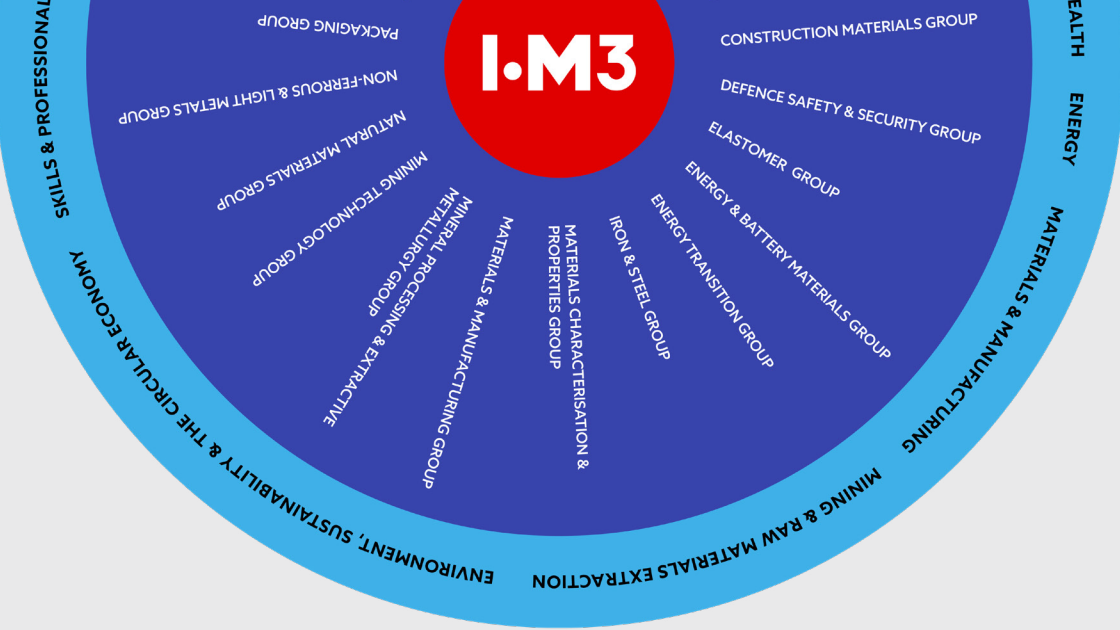 I•M3
CONSTRUCTION MATERIALS GROUP
DEFENCE SAFETY & SECURITY GROUP
ELASTOMER GROUP
ENERGY & BATTERY MATERIALS GROUP
ENERGY TRANSITION GROUP
IRON & STEEL GROUP
MATERIALS CHARACTERISATION &
PROPERTIES GROUP
MATERIALS & MANUFACTURING GROUP
MINERAL PROCESSING & EXTRACTIVE
METALLURGY GROUP
MINING TECHNOLOGY GROUP
NATURAL MATERIALS GROUP
NON-FERROUS & LIGHT METALS GROUP
PACKAGING GROUP
EALTH
ENERGY
MATERIALS & MANUFACTURING
MINING & RAW MATERIALS EXTRACTION
ENVIRONMENT, SUSTAINABILITY & THE CIRCULAR ECONOMY
SKILLS & PROFESSIONAL